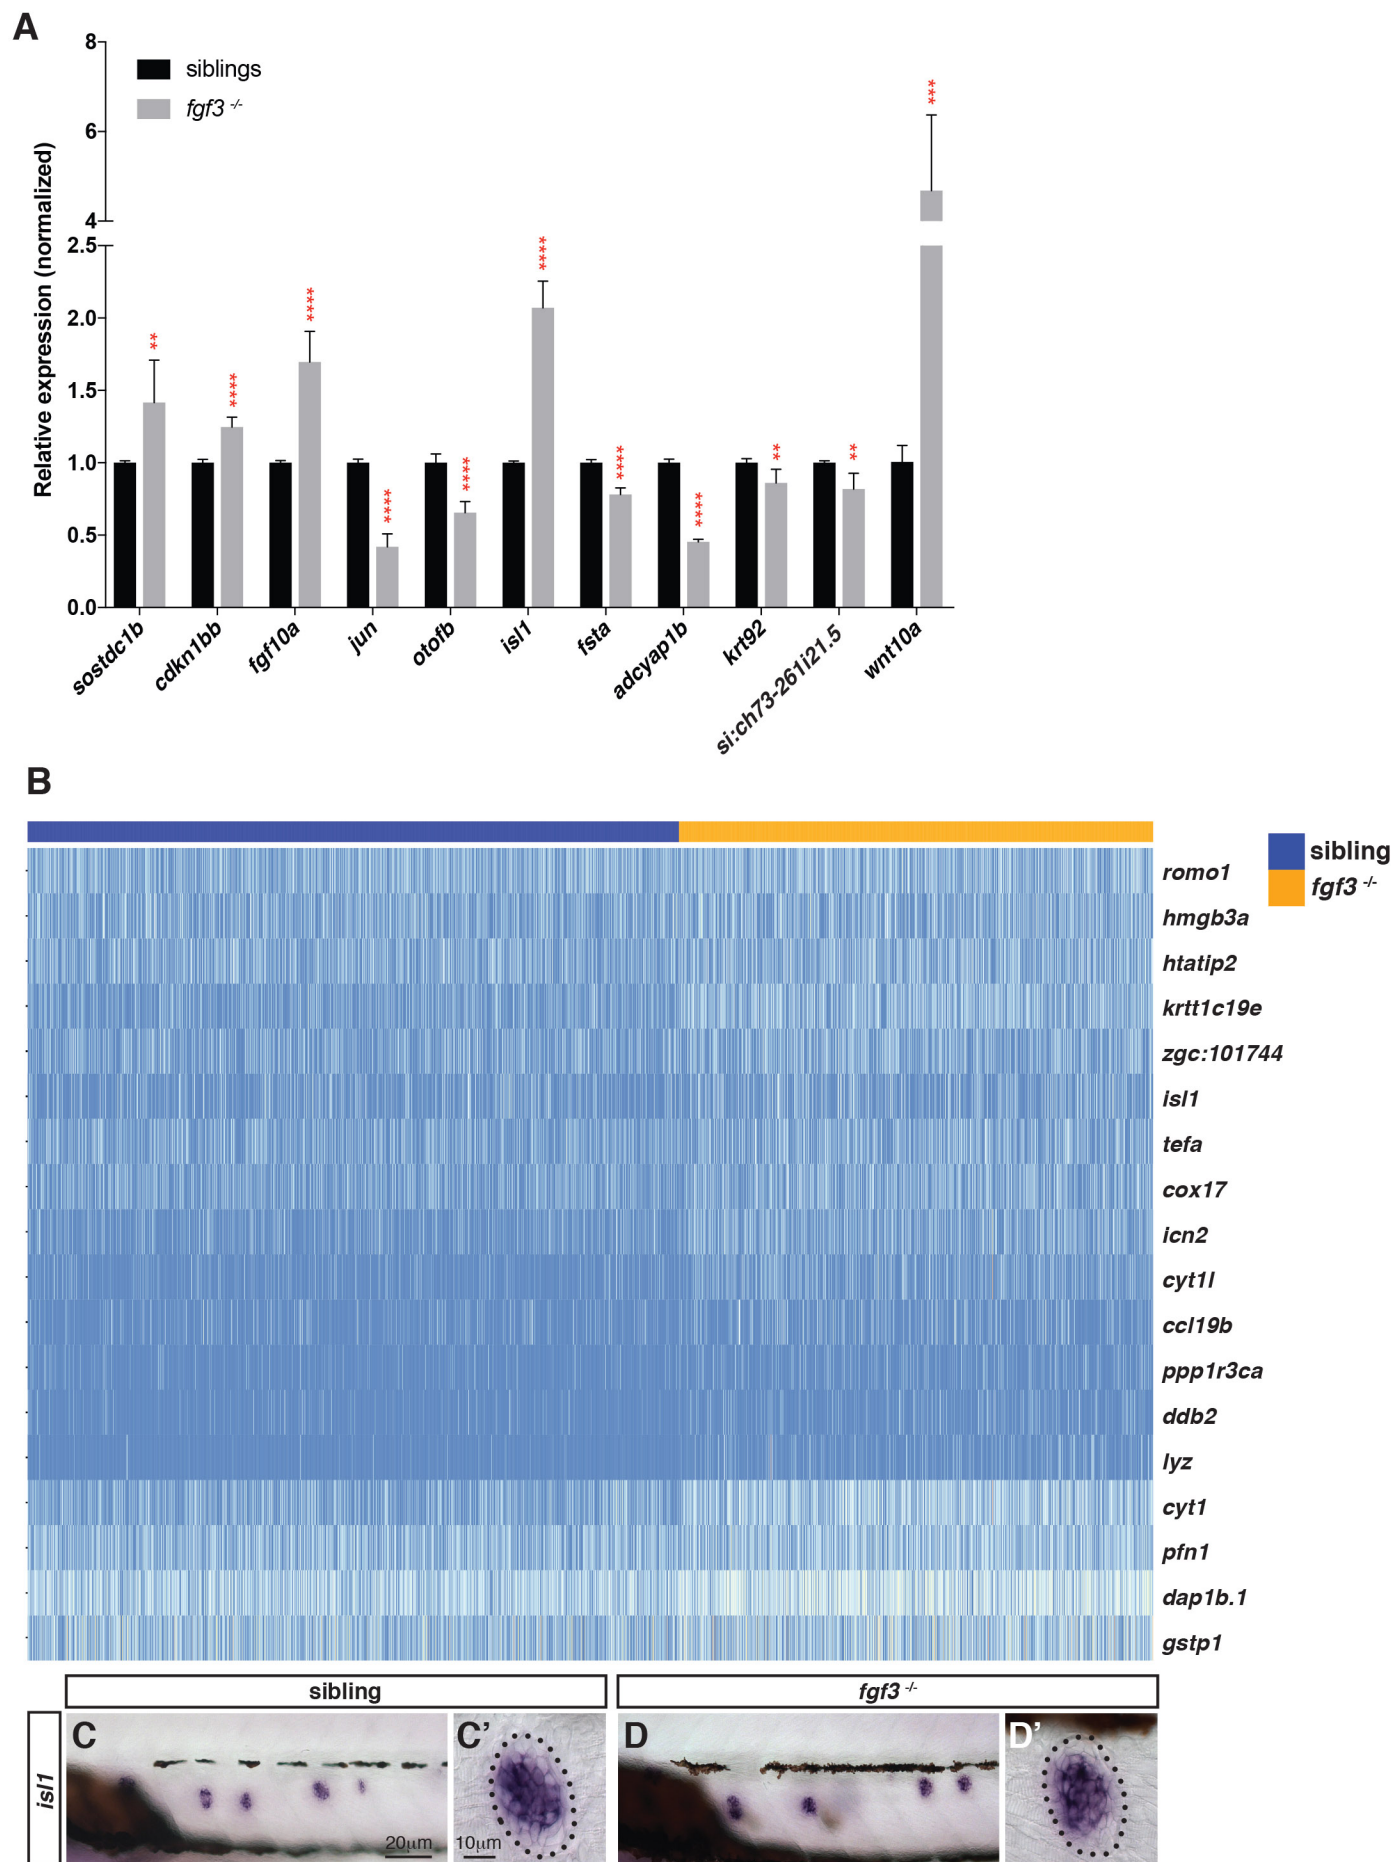 A
8
siblings
fgf3 -/-
6
4
2.5
2.0
1.5
1.0
0.5
0.0
Relative expression (normalized)
**
****
****
****
****
****
****
****
**
**
***
sostdc1b
cdkn1bb
fgf10a
jun
otofb
isl1
fsta
adcyap1b
krt92
si:ch73-261i21.5
wnt10a
B
sibling
fgf3 -/-
romo1
hmgb3a
htatip2
krtt1c19e
zgc:101744
isl1
tefa
cox17
icn2
cyt1l
ccl19b
ppp1r3ca
ddb2
lyz
cyt1
pfn1
dap1b.1
gstp1
sibling
fgf3 -/-
isl1
C
20µm
C'
10µm
D
D'